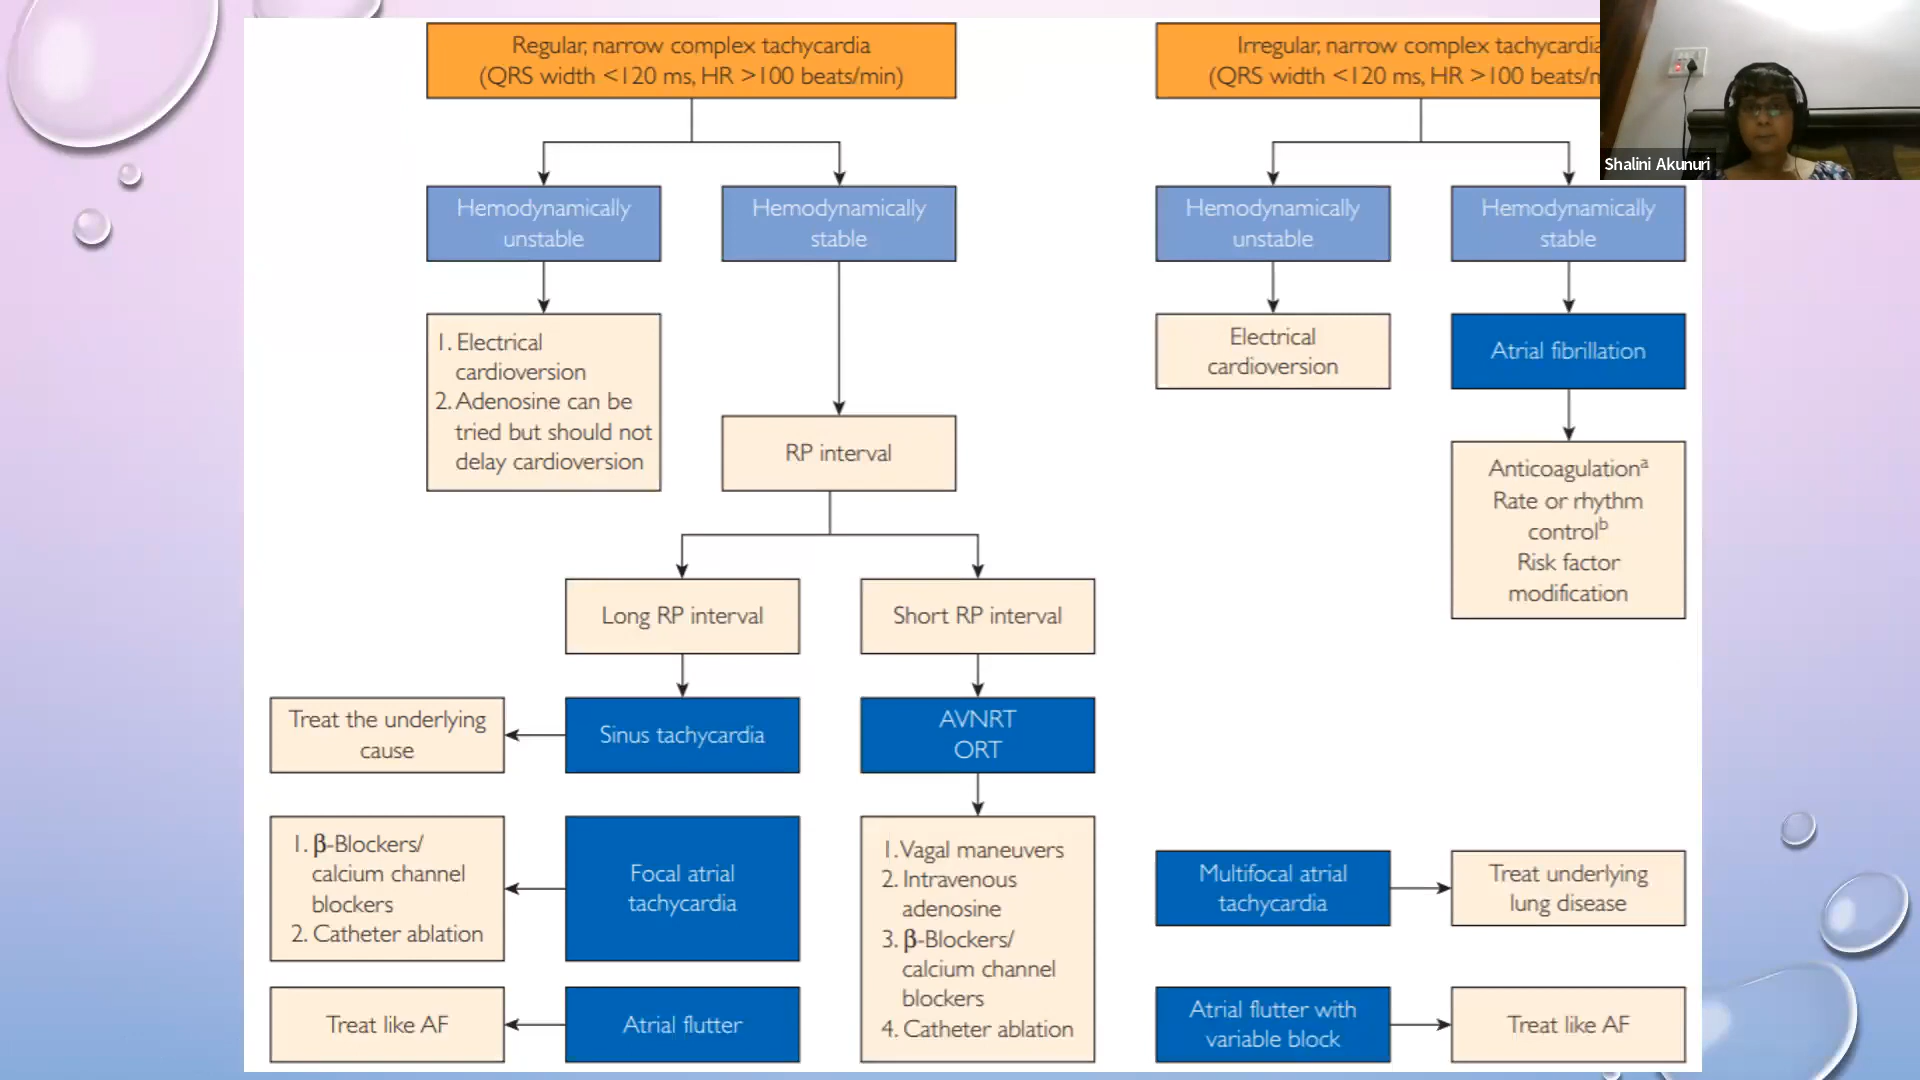 Regular, narrow complex tachycardia
(QRS width <120 ms, HR >100 beats/min)
Hemodynamically
unstable
Hemodynamically
stable
1. Electrical
cardioversion
2. Adenosine can be
tried but should not
delay cardioversion
RP interval
Long RP interval
Short RP interval
Treat the underlying
cause
Sinus tachycardia
AVNRT
ORT
1. β-Blockers/
calcium channel
blockers
2. Catheter ablation
Focal atrial
tachycardia
1. Vagal maneuvers
2. Intravenous
adenosine
3. β-Blockers/
calcium channel
blockers
4. Catheter ablation
Treat like AF
Atrial flutter
Irregular, narrow complex tachycardia
(QRS width <120 ms, HR >100 beats/
Hemodynamically
unstable
Hemodynamically
stable
Electrical
cardioversion
Atrial fibrillation
Anticoagulationᵃ
Rate or rhythm
controlᵇ
Risk factor
modification
Multifocal atrial
tachycardia
Treat underlying
lung disease
Atrial flutter with
variable block
Treat like AF
Shalini Akunuri